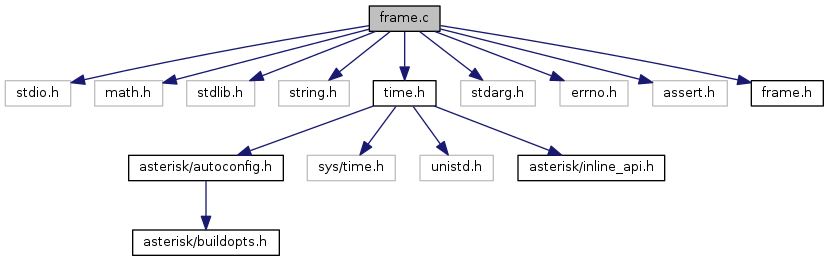 frame.c
stdio.h
math.h
stdlib.h
string.h
time.h
stdarg.h
errno.h
assert.h
frame.h
asterisk/autoconfig.h
sys/time.h
unistd.h
asterisk/inline_api.h
asterisk/buildopts.h